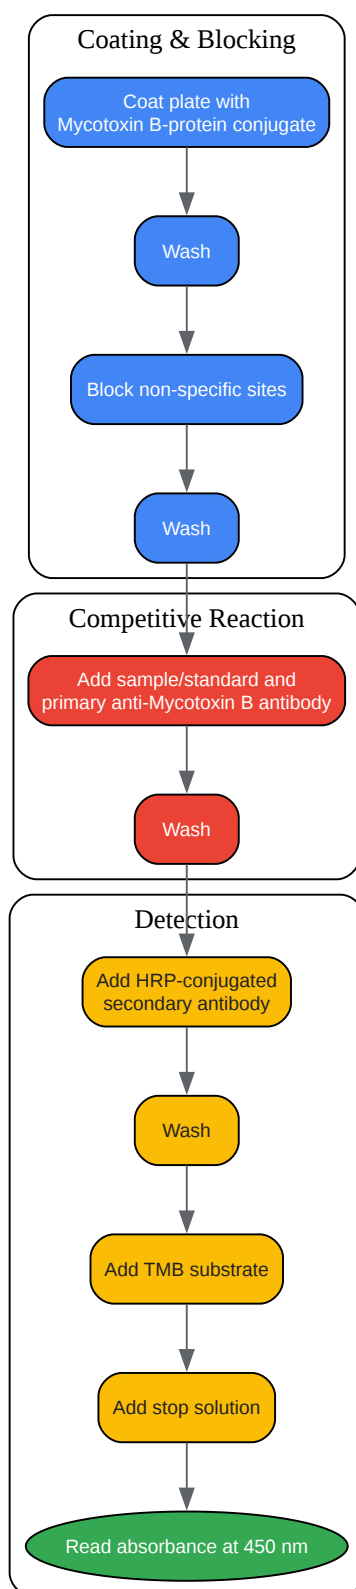 Coating & Blocking
Coat plate with
Mycotoxin B-protein conjugate
Wash
Block non-specific sites
Wash
Competitive Reaction
Add sample/standard and
primary anti-Mycotoxin B antibody
Wash
Detection
Add HRP-conjugated
secondary antibody
Wash
Add TMB substrate
Add stop solution
Read absorbance at 450 nm